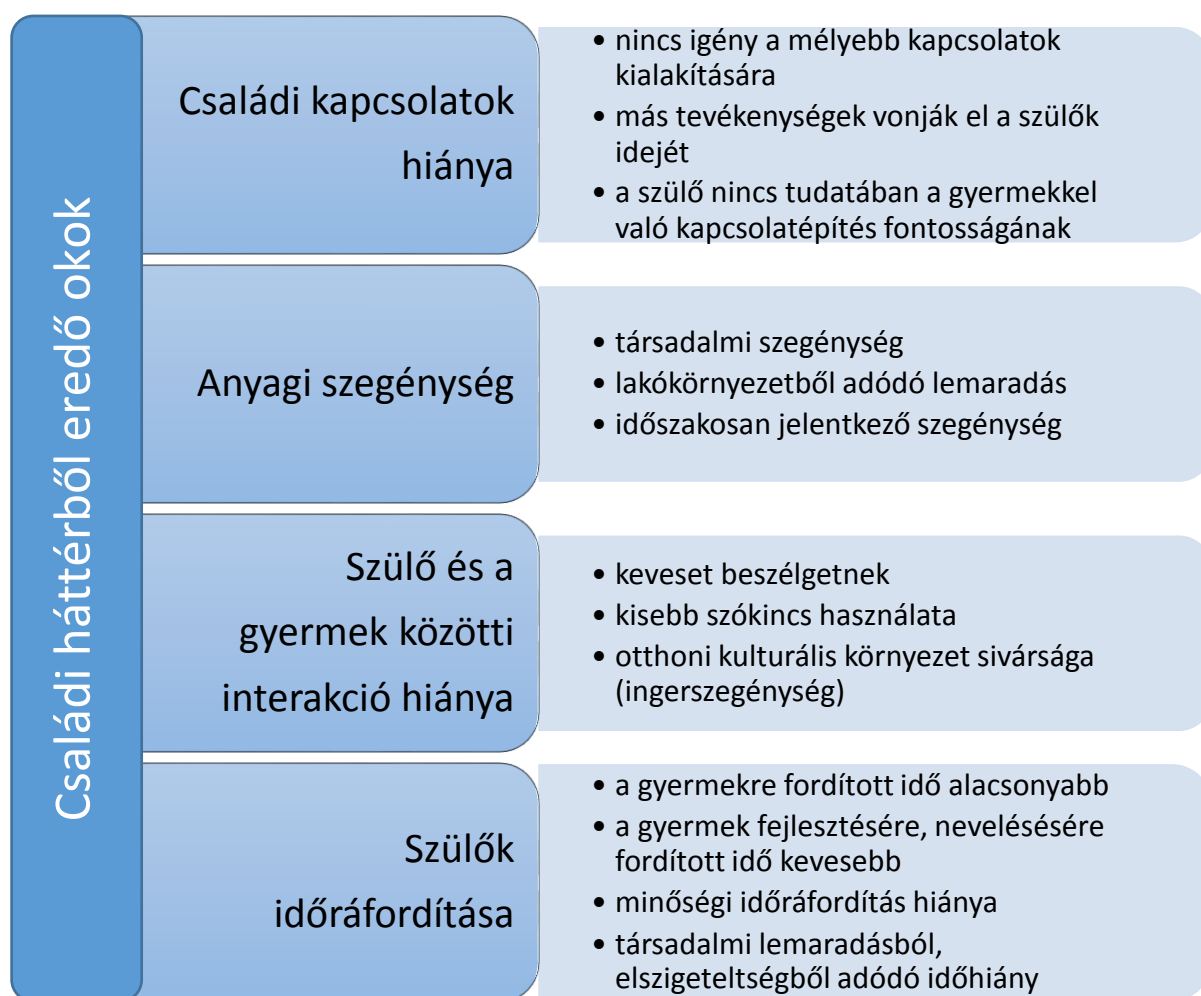 Családi háttérből eredő okok
Családi kapcsolatok
hiánya
• nincs igény a mélyebb kapcsolatok
kialakítására
• más tevékenységek vonják el a szülők
idejét
• a szülő nincs tudatában a gyermekkel
való kapcsolatépítés fontosságának
Anyagi szegénység
• társadalmi szegénység
• lakókörnyezetből adódó lemaradás
• időszakosan jelentkező szegénység
Szülő és a
gyermek közötti
interakció hiánya
• keveset beszélgetnek
• kisebb szókincs használata
• otthoni kulturális környezet sivársága
(ingerszegénység)
Szülők
időráfordítása
• a gyermekre fordított idő alacsonyabb
• a gyermek fejlesztésére, nevelésésére
fordított idő kevesebb
• minőségi időráfordítás hiánya
• társadalmi lemaradásból,
elszigeteltségből adódó időhiány